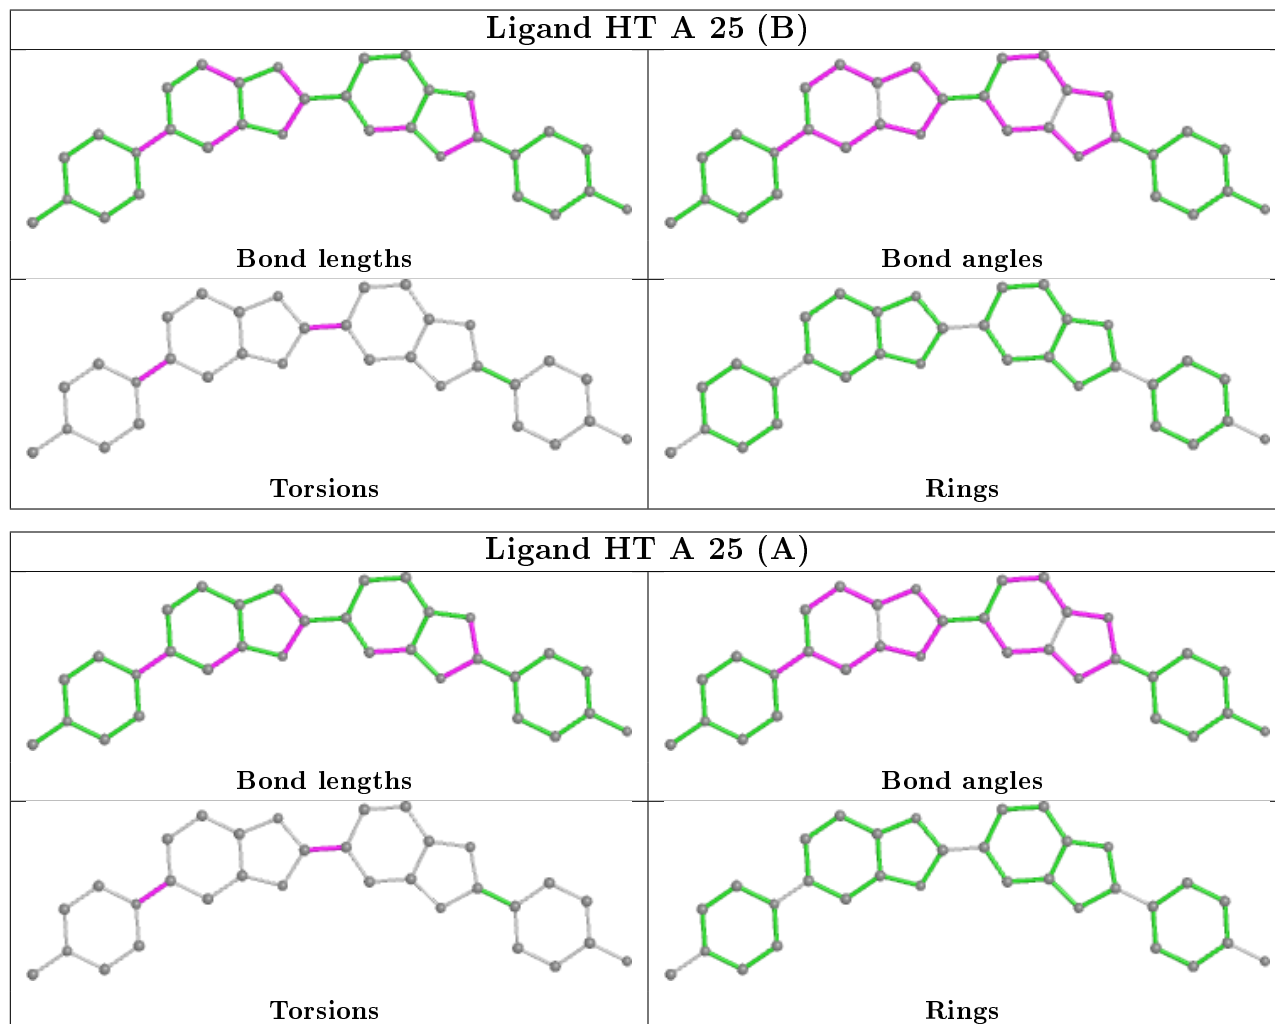 Ligand HT A 25 (B)
Bond lengths
Bond angles
Torsions
Rings
Ligand HT A 25 (A)
Bond lengths
Bond angles
Torsions
Rings